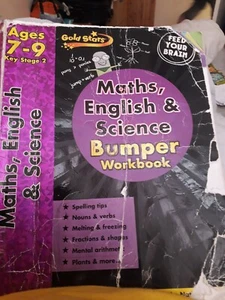 Ages
7-9
Key Stage 2
Maths, English
& Science
Gold Stars
FEED
YOUR
BRAIN
Maths,
English &
Science
Bumper
Workbook
Spelling tips
Nouns & verbs
Melting & freezing
Fractions & shapes
Mental arithmetic
Plants & more...